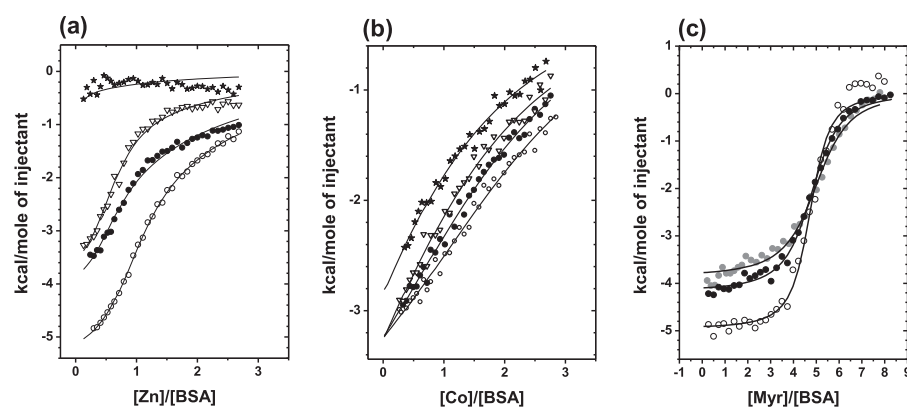 (a)
kcal/mole of injectant
0
-1
-2
-3
-4
-5
0 1 2 3
[Zn]/[BSA]
(b)
kcal/mole of injectant
-1
-2
-3
0 1 2 3
[Co]/[BSA]
(c)
kcal/mole of injectant
1
0
-1
-2
-3
-4
-5
-1 0 1 2 3 4 5 6 7 8 9
[Myr]/[BSA]